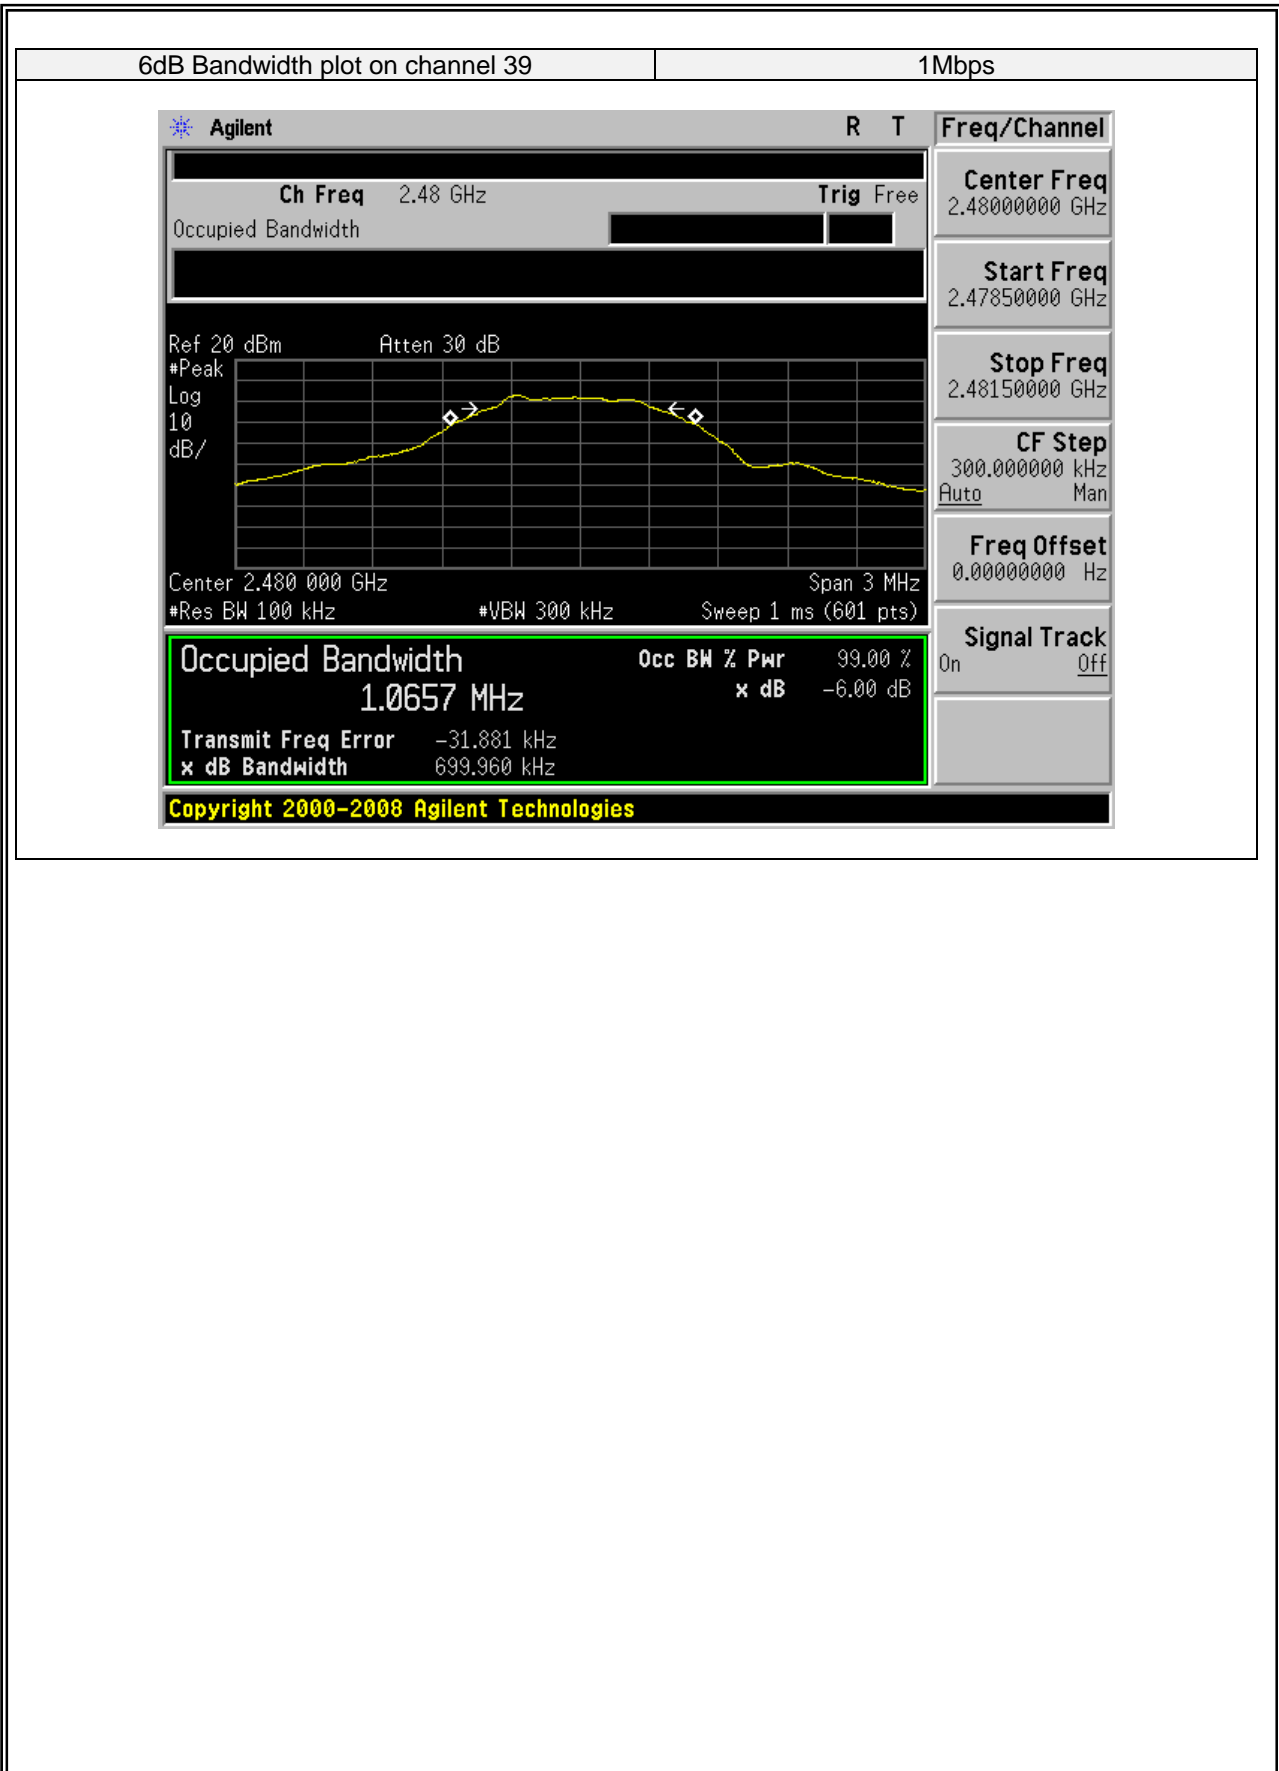 6dB Bandwidth plot on channel 39 1Mbps
Agilent R T Freq/Channel
Ch Freq 2.48 GHz Trig Free
Occupied Bandwidth
Center Freq
2.48000000 GHz
Start Freq
2.47850000 GHz
Stop Freq
2.48150000 GHz
CF Step
300.000000 kHz
Auto Man
Freq Offset
0.00000000 Hz
Signal Track
On Off
Ref 20 dBm Atten 30 dB
#Peak
Log
10
dB/
Center 2.480 000 GHz Span 3 MHz
#Res BW 100 kHz #VBW 300 kHz Sweep 1 ms (601 pts)
Occupied Bandwidth
1.0657 MHz
Occ BW % Pwr 99.00 %
x dB -6.00 dB
Transmit Freq Error -31.881 kHz
x dB Bandwidth 699.960 kHz
Copyright 2000-2008 Agilent Technologies